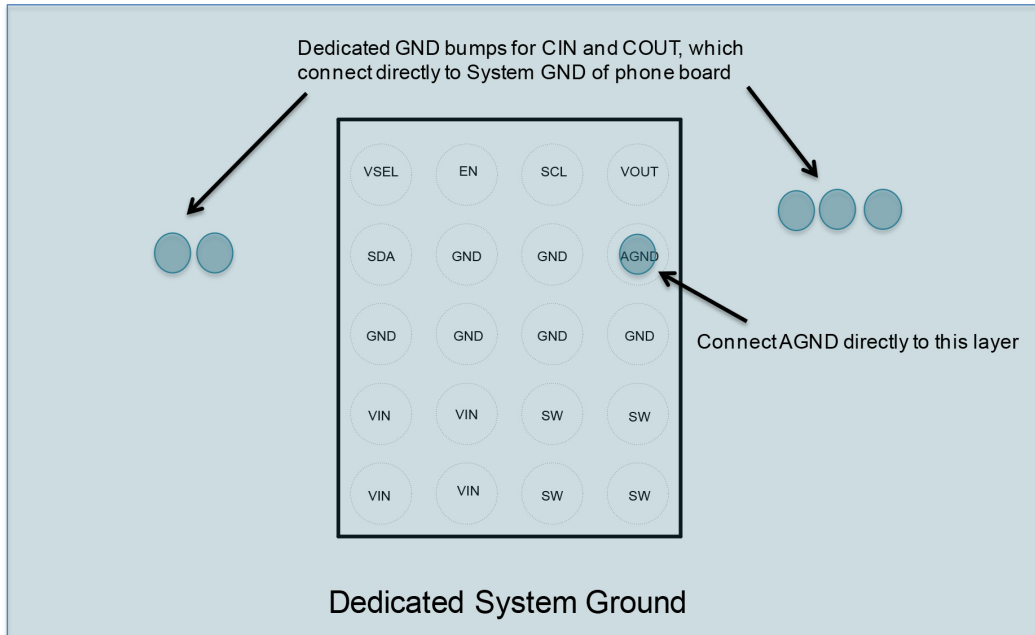 Dedicated GND bumps for CIN and COUT, which
connect directly to System GND of phone board
VSEL EN SCL VOUT
SDA GND GND AGND
GND GND GND GND
Connect AGND directly to this layer
VIN VIN SW SW
VIN VIN SW SW
Dedicated System Ground